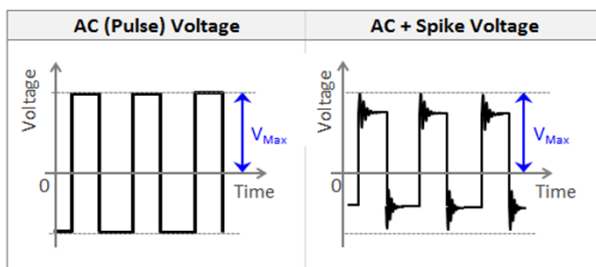 AC (Pulse) Voltage
AC + Spike Voltage
Voltage
VMax
0
Time
Voltage
VMax
0
Time